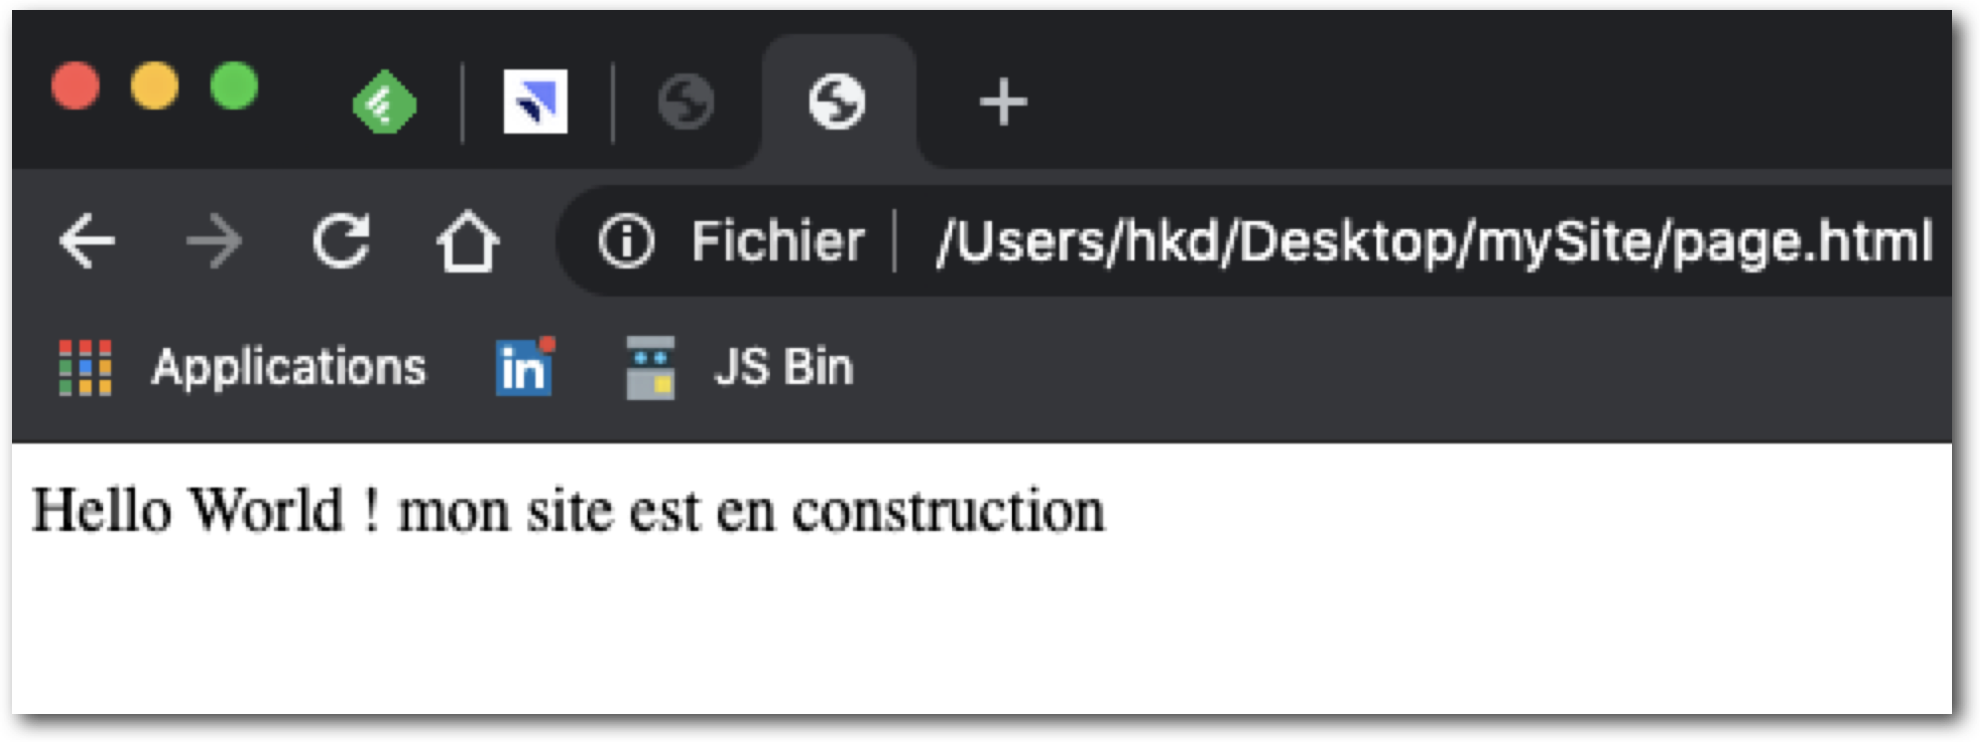 Fichier | /Users/hkd/Desktop/mySite/page.html
Applications in JS Bin
Hello World ! mon site est en construction